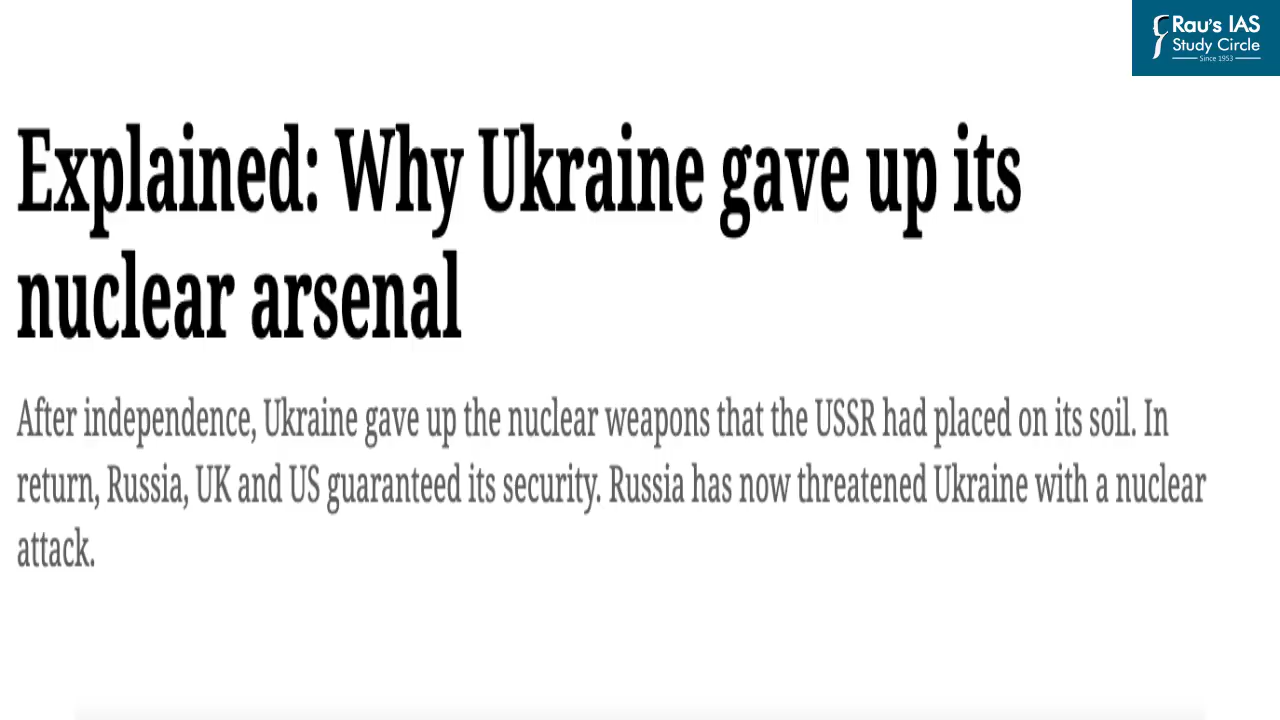 Rau's IAS
Study Circle
Since 1953
Explained: Why Ukraine gave up its
nuclear arsenal
After independence, Ukraine gave up the nuclear weapons that the USSR had placed on its soil. In
return, Russia, UK and US guaranteed its security. Russia has now threatened Ukraine with a nuclear
attack.